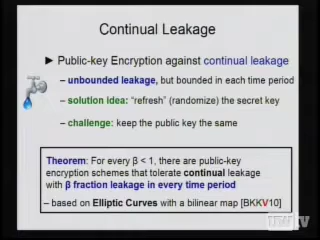 Continual Leakage
► Public-key Encryption against continual leakage
– unbounded leakage, but bounded in each time period
– solution idea: “refresh” (randomize) the secret key
– challenge: keep the public key the same
Theorem: For every β < 1, there are public-key
encryption schemes that tolerate continual leakage
with β fraction leakage in every time period
– based on Elliptic Curves with a bilinear map [BKKV10]
UWTV